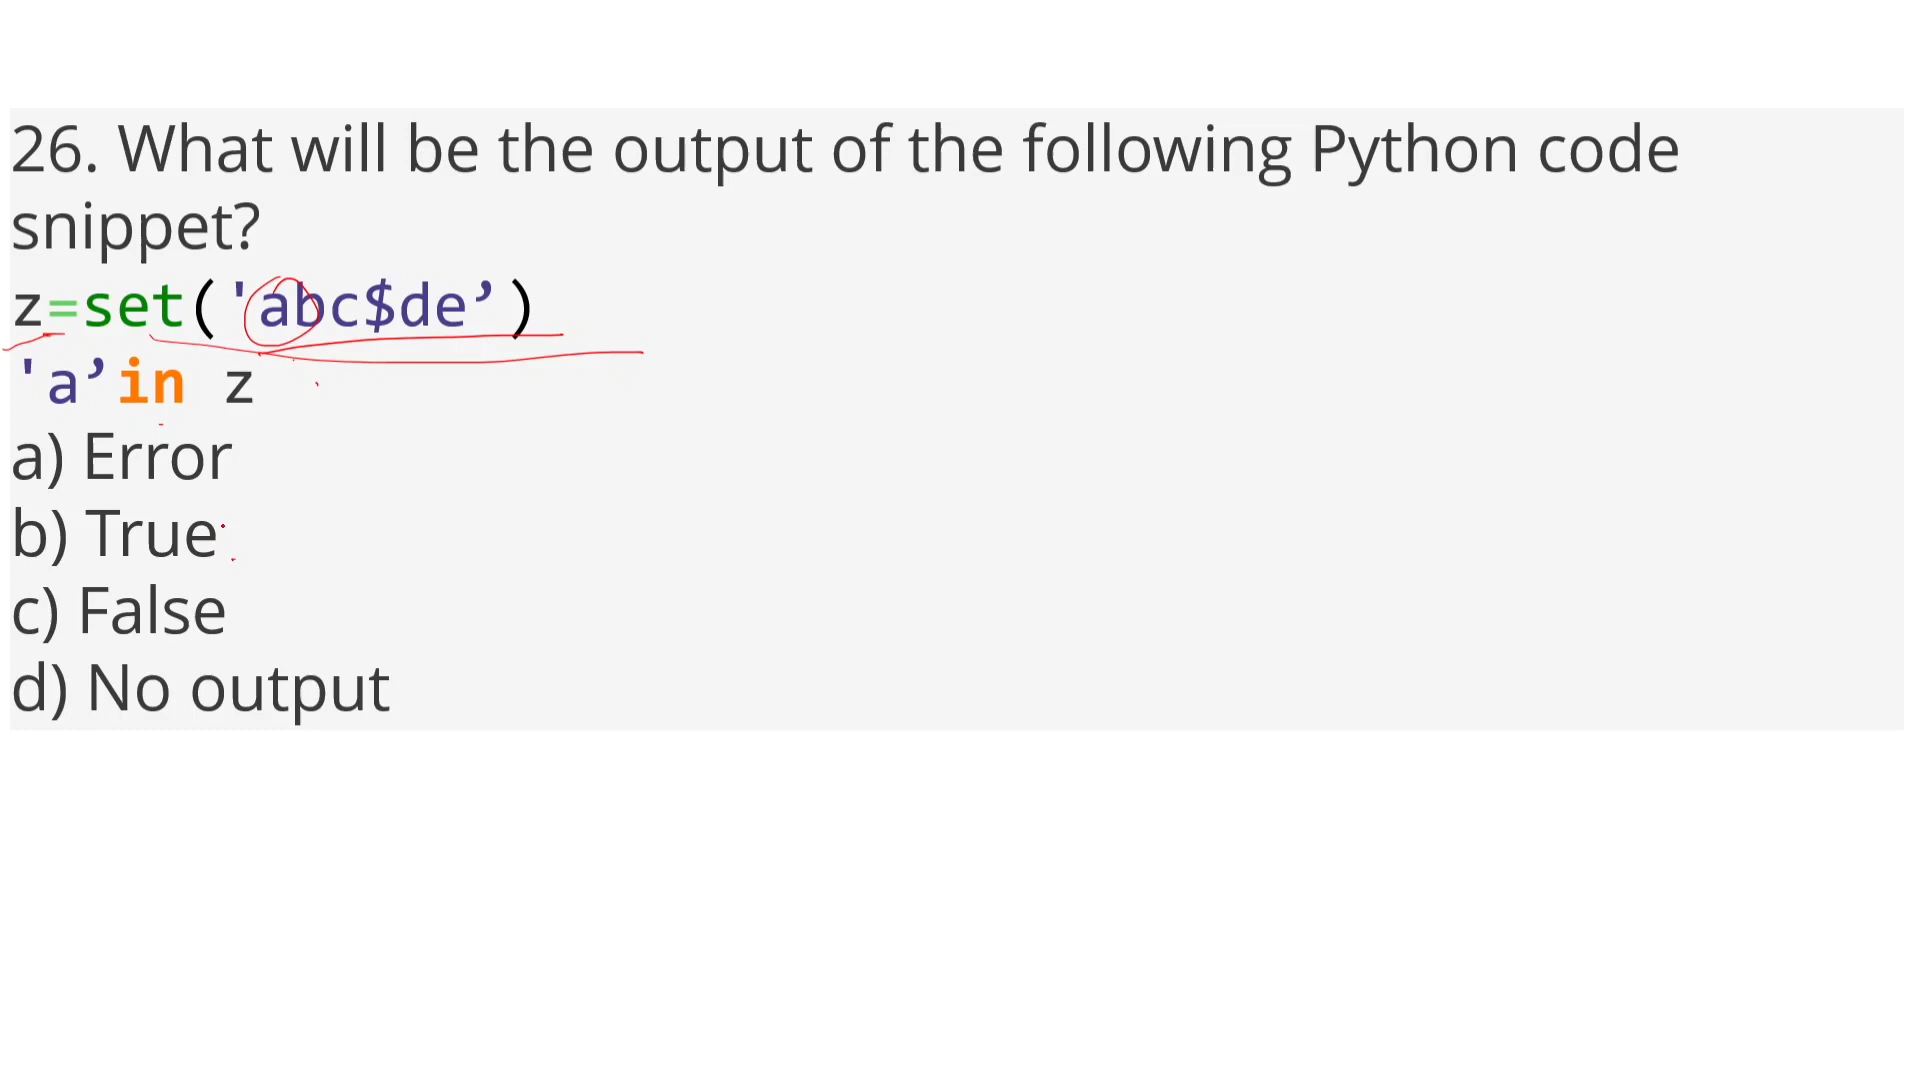 26. What will be the output of the following Python code
snippet?
z=set('abc$de’)
'a’in z
a) Error
b) True
c) False
d) No output